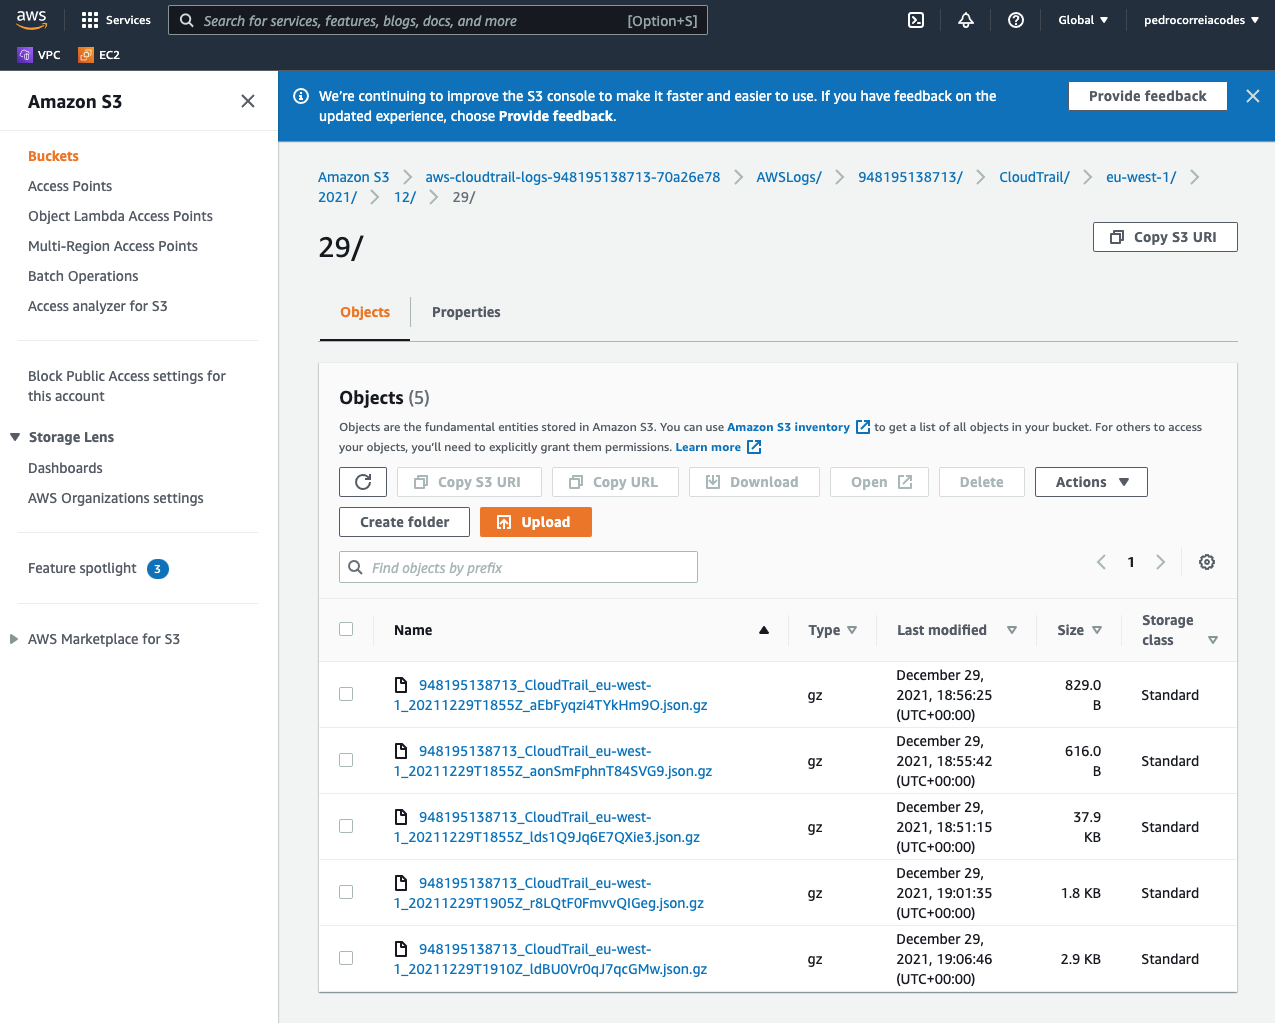 aws
Services
Search for services, features, blogs, docs, and more
[Option+S]
Global
pedrocorreiacodes
VPC
EC2
Amazon S3
Buckets
Access Points
Object Lambda Access Points
Multi-Region Access Points
Batch Operations
Access analyzer for S3
Block Public Access settings for
this account
Storage Lens
Dashboards
AWS Organizations settings
Feature spotlight 3
AWS Marketplace for S3
We're continuing to improve the S3 console to make it faster and easier to use. If you have feedback on the
updated experience, choose Provide feedback.
Provide feedback
Amazon S3 > aws-cloudtrail-logs-948195138713-70a26e78 > AWSLogs/ > 948195138713/ > CloudTrail/ > eu-west-1/ >
2021/ > 12/ > 29/
29/
Copy S3 URI
Objects
Properties
Objects (5)
Objects are the fundamental entities stored in Amazon S3. You can use Amazon S3 inventory to get a list of all objects in your bucket. For others to access
your objects, you'll need to explicitly grant them permissions. Learn more
Copy S3 URI
Copy URL
Download
Open
Delete
Actions
Create folder
Upload
Find objects by prefix
1
Name
Type
Last modified
Size
Storage
class
948195138713_CloudTrail_eu-west-
1_20211229T1855Z_aEbFyqzi4TYkHm9O.json.gz
gz
December 29,
2021, 18:56:25
(UTC+00:00)
829.0
B
Standard
948195138713_CloudTrail_eu-west-
1_20211229T1855Z_aonSmFphnT84SVG9.json.gz
gz
December 29,
2021, 18:55:42
(UTC+00:00)
616.0
B
Standard
948195138713_CloudTrail_eu-west-
1_20211229T1855Z_lds1Q9Jq6E7QXie3.json.gz
gz
December 29,
2021, 18:51:15
(UTC+00:00)
37.9
KB
Standard
948195138713_CloudTrail_eu-west-
1_20211229T1905Z_r8LQtF0FmvvQIGeg.json.gz
gz
December 29,
2021, 19:01:35
(UTC+00:00)
1.8 KB
Standard
948195138713_CloudTrail_eu-west-
1_20211229T1910Z_ldBU0Vr0qJ7qcGMw.json.gz
gz
December 29,
2021, 19:06:46
(UTC+00:00)
2.9 KB
Standard